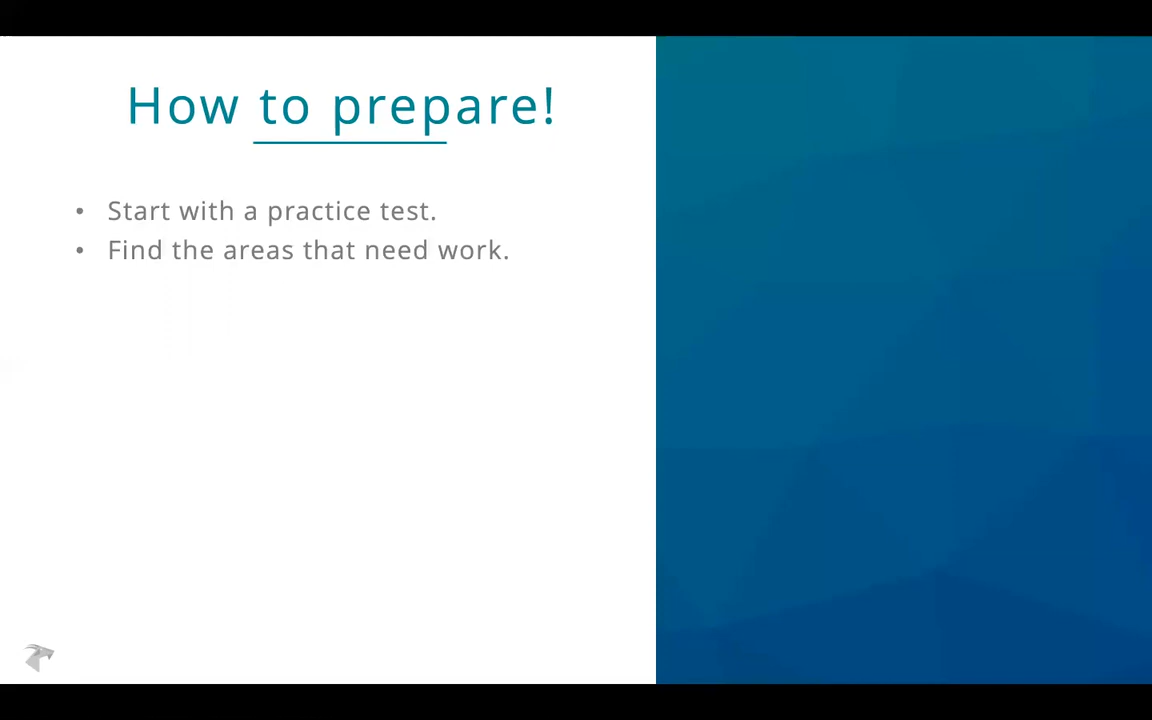 How to prepare!
• Start with a practice test.
• Find the areas that need work.